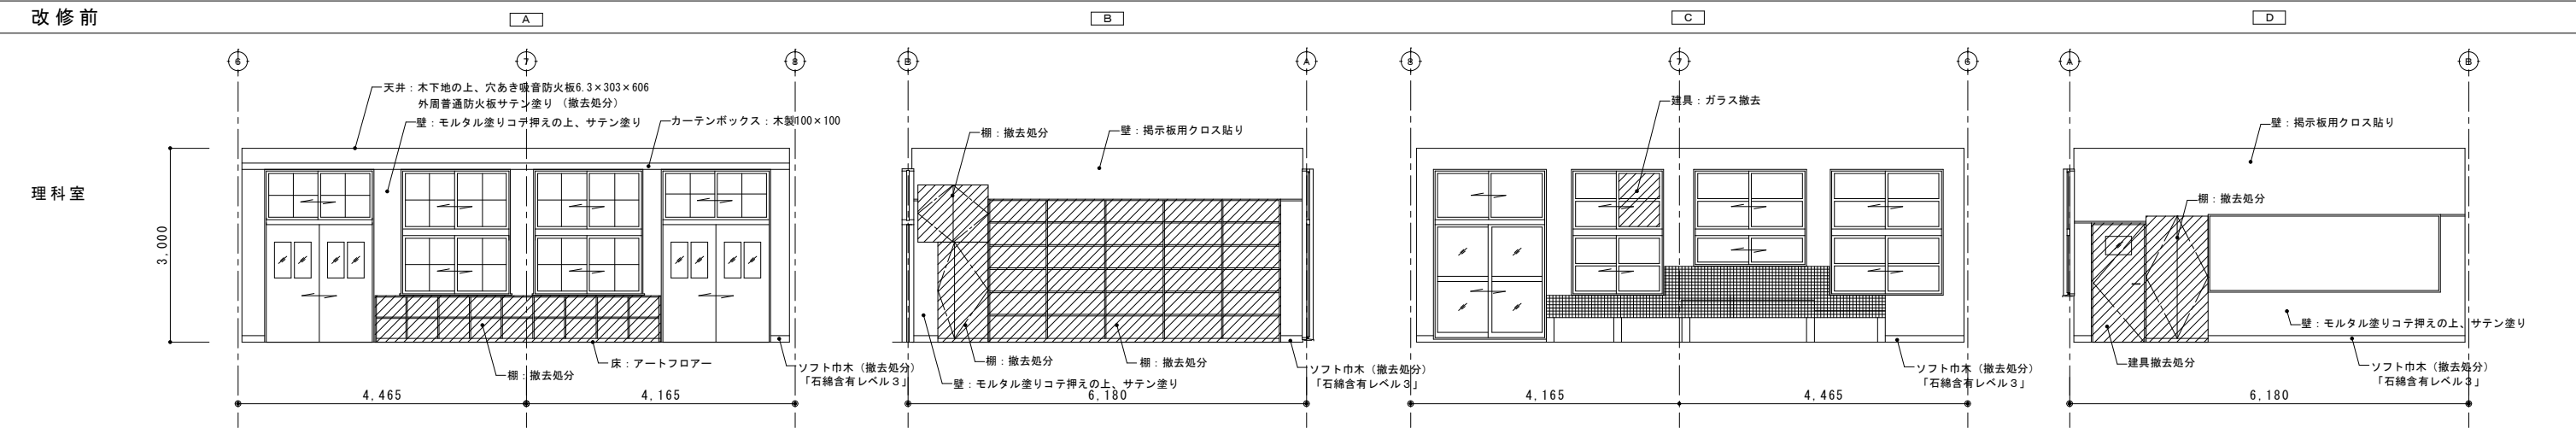 改修前
A
B
C
D
理科室
6
7
8
天井：木下地の上、穴あき吸音防火板6.3×303×606
外周普通防火板サテン塗り （撤去処分）
壁：モルタル塗りコテ押えの上、サテン塗り
カーテンボックス：木製100×100
3,000
棚：撤去処分
床：アートフロアー
ソフト巾木（撤去処分）
「石綿含有レベル３」
4,465
4,165
B
A
棚：撤去処分
壁：掲示板用クロス貼り
棚：撤去処分
棚：撤去処分
壁：モルタル塗りコテ押えの上、サテン塗り
ソフト巾木（撤去処分）
「石綿含有レベル３」
6,180
8
7
6
建具：ガラス撤去
ソフト巾木（撤去処分）
「石綿含有レベル３」
4,165
4,465
A
B
壁：掲示板用クロス貼り
棚：撤去処分
壁：モルタル塗りコテ押えの上、サテン塗り
建具撤去処分
ソフト巾木（撤去処分）
「石綿含有レベル３」
6,180